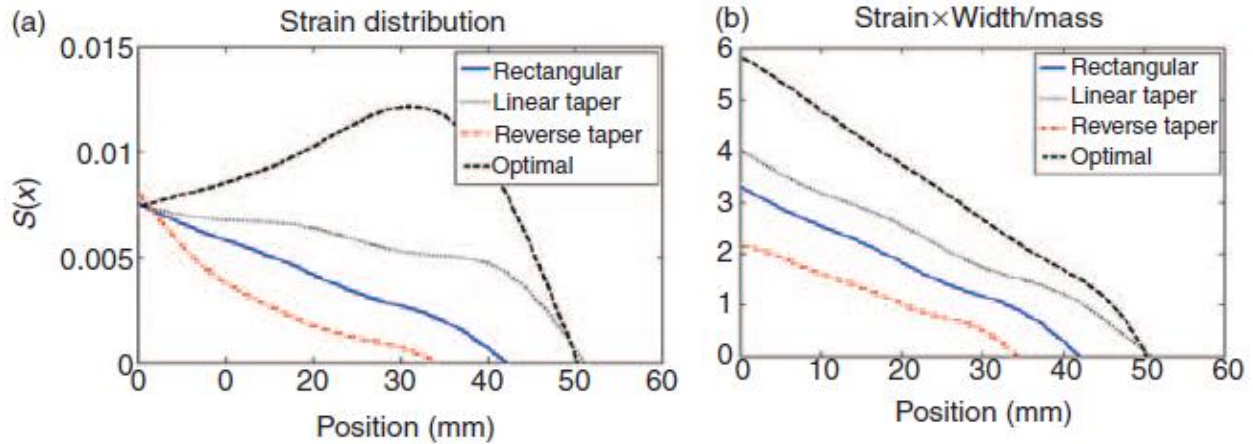 (a)
Strain distribution
0.015
0.01
0.005
0
S(x)
Rectangular
Linear taper
Reverse taper
Optimal
0 0 20 30 40 50 60
Position (mm)
(b)
Strain×Width/mass
6
5
4
3
2
1
0
Rectangular
Linear taper
Reverse taper
Optimal
0 10 20 30 40 50 60
Position (mm)